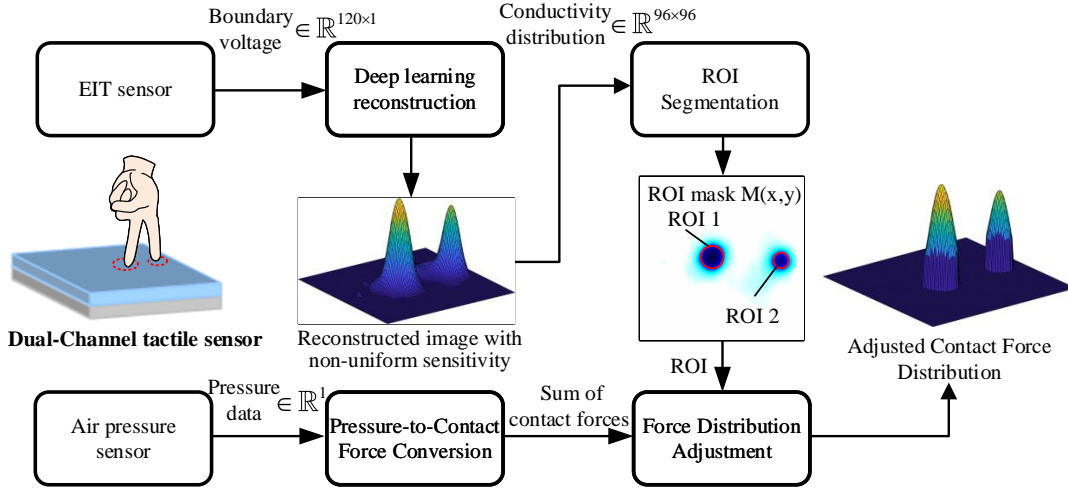 Boundary
voltage ∈ ℝ^{120×1}
Conductivity
distribution ∈ ℝ^{96×96}
EIT sensor
Deep learning
reconstruction
ROI
Segmentation
ROI mask M(x,y)
ROI 1
ROI 2
Dual-Channel tactile sensor
Reconstructed image with
non-uniform sensitivity
Adjusted Contact Force
Distribution
ROI
Pressure
data ∈ ℝ^{1}
Sum of
contact forces
Air pressure
sensor
Pressure-to-Contact
Force Conversion
Force Distribution
Adjustment